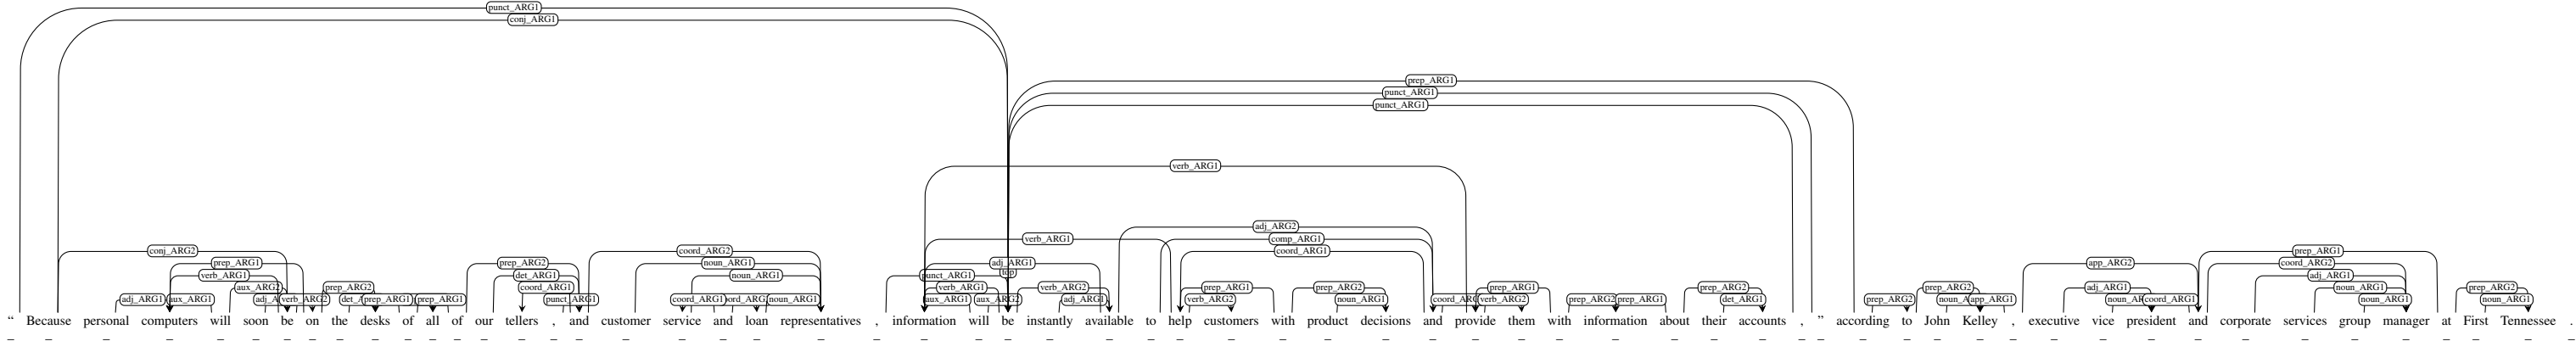 punct_ARG1
conj_ARG1
prep_ARG1
punct_ARG1
punct_ARG1
verb_ARG1
adj_ARG2
verb_ARG1 comp_ARG1
conj_ARG2 coord_ARG2 coord_ARG1 prep_ARG1
prep_ARG1 prep_ARG2 noun_ARG1 adj_ARG1 app_ARG2 coord_ARG2
verb_ARG1 det_ARG1 noun_ARG1 punct_ARG1 top adj_ARG1
aux_ARG2 prep_ARG2 coord_ARG1 verb_ARG1 verb_ARG2 prep_ARG1 prep_ARG2 prep_ARG1 prep_ARG2 prep_ARG2 adj_ARG1 noun_ARG1 prep_ARG2
adj_ARG1 aux_ARG1 verb_ARG2 prep_ARG1 prep_ARG1 punct_ARG1 coord_ARG1 noun_ARG1 aux_ARG1 aux_ARG2 adj_ARG1 verb_ARG2 noun_ARG1 verb_ARG2 prep_ARG2 prep_ARG1 det_ARG1 prep_ARG2 app_ARG1 coord_ARG1 noun_ARG1 noun_ARG1
“ Because personal computers will soon be on the desks of all of our tellers , and customer service and loan representatives , information will be instantly available to help customers with product decisions and provide them with information about their accounts , ” according to John Kelley , executive vice president and corporate services group manager at First Tennessee .
_ _ _ _ _ _ _ _ _ _ _ _ _ _ _ _ _ _ _ _ _ _ _ _ _ _ _ _ _ _ _ _ _ _ _ _ _ _ _ _ _ _ _ _ _ _ _ _ _ _ _ _ _ _ _ _ _ _ _